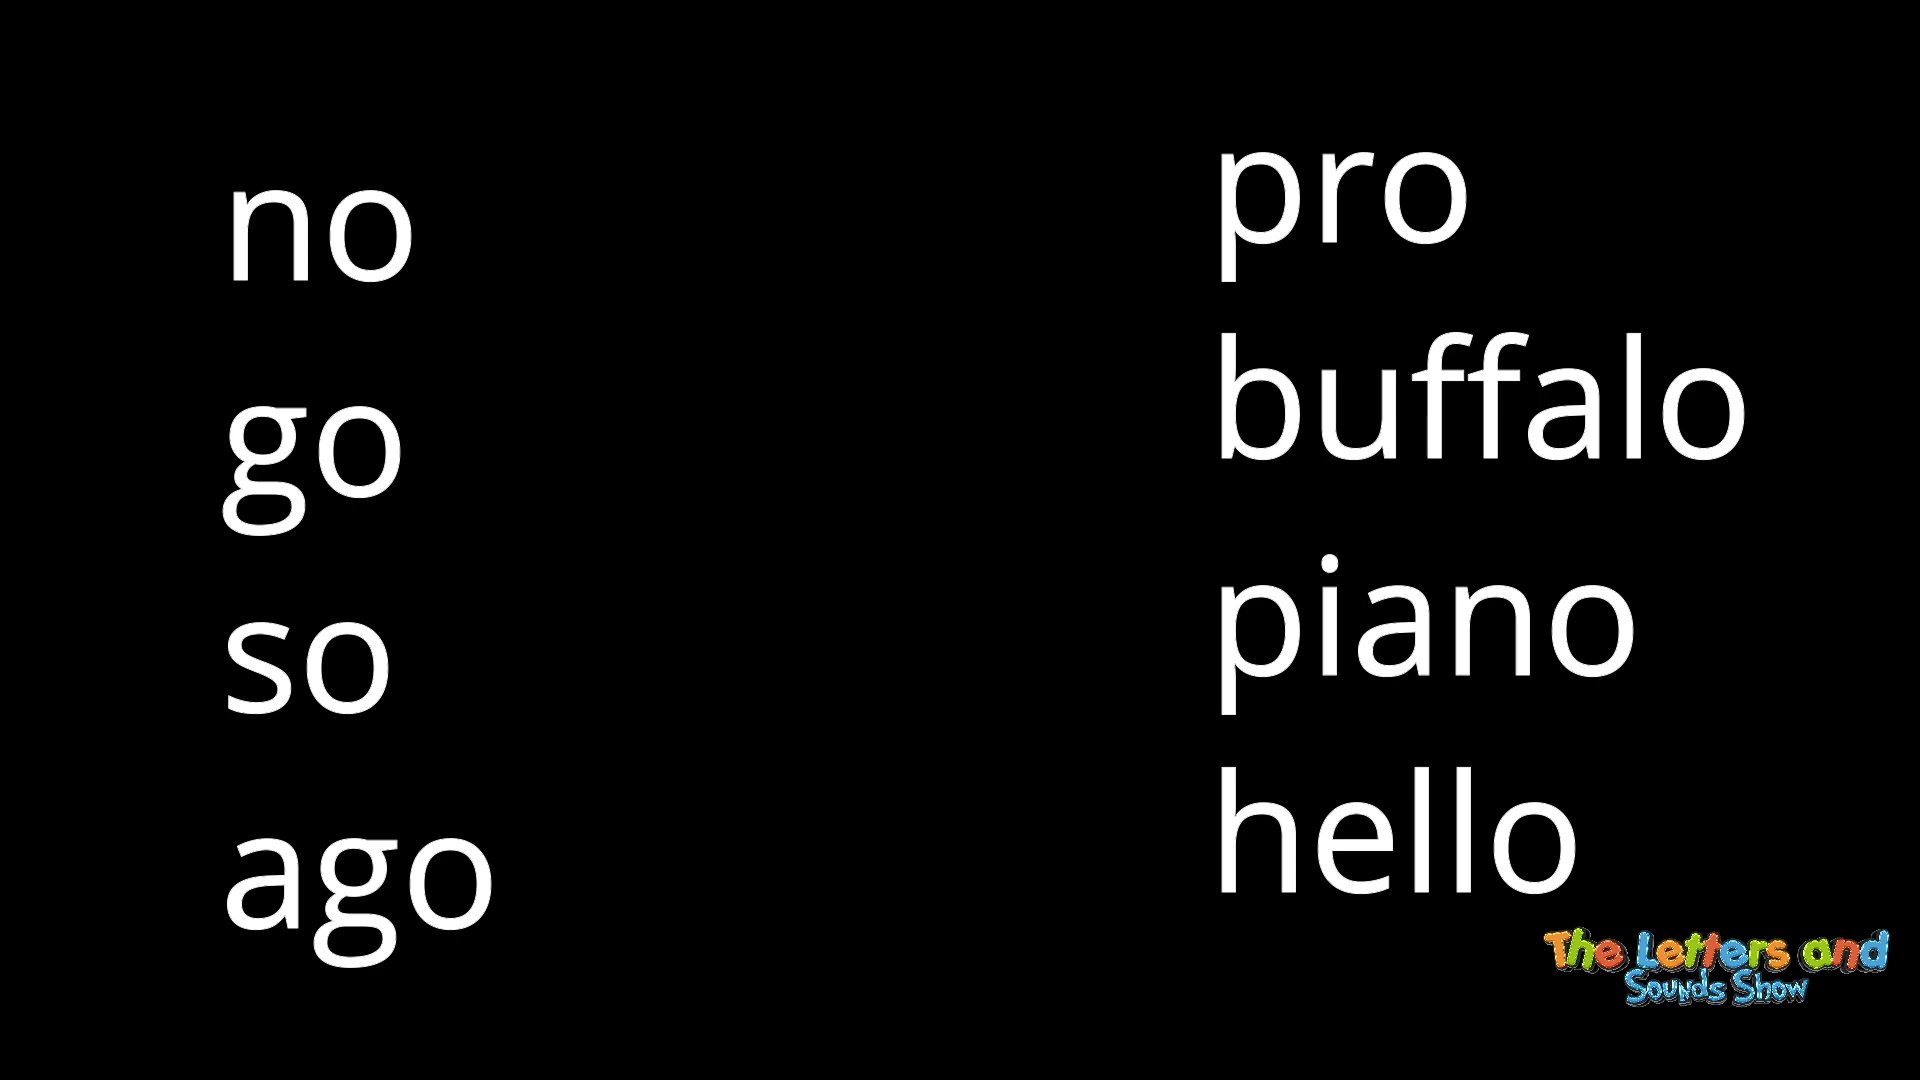 no
go
so
ago
pro
buffalo
piano
hello
The Letters and
Sounds Show